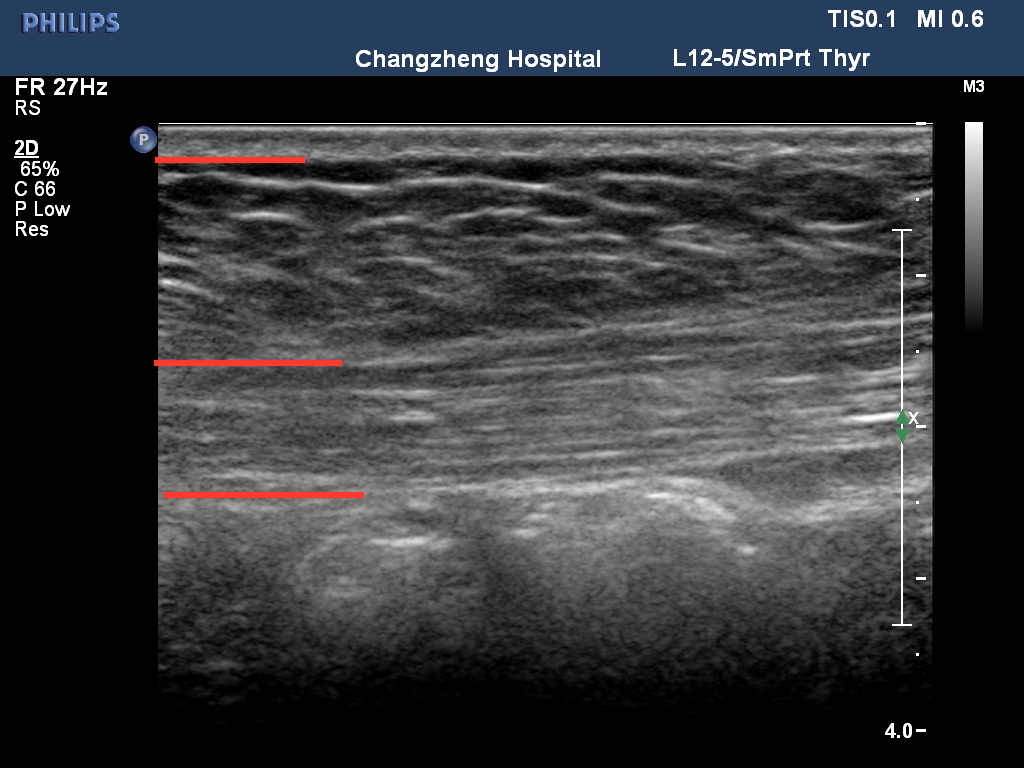 PHILIPS
TIS0.1 MI 0.6
Changzheng Hospital
L12-5/SmPrt Thyr
FR 27Hz
RS
M3
P
2D
65%
C 66
P Low
Res
X
4.0